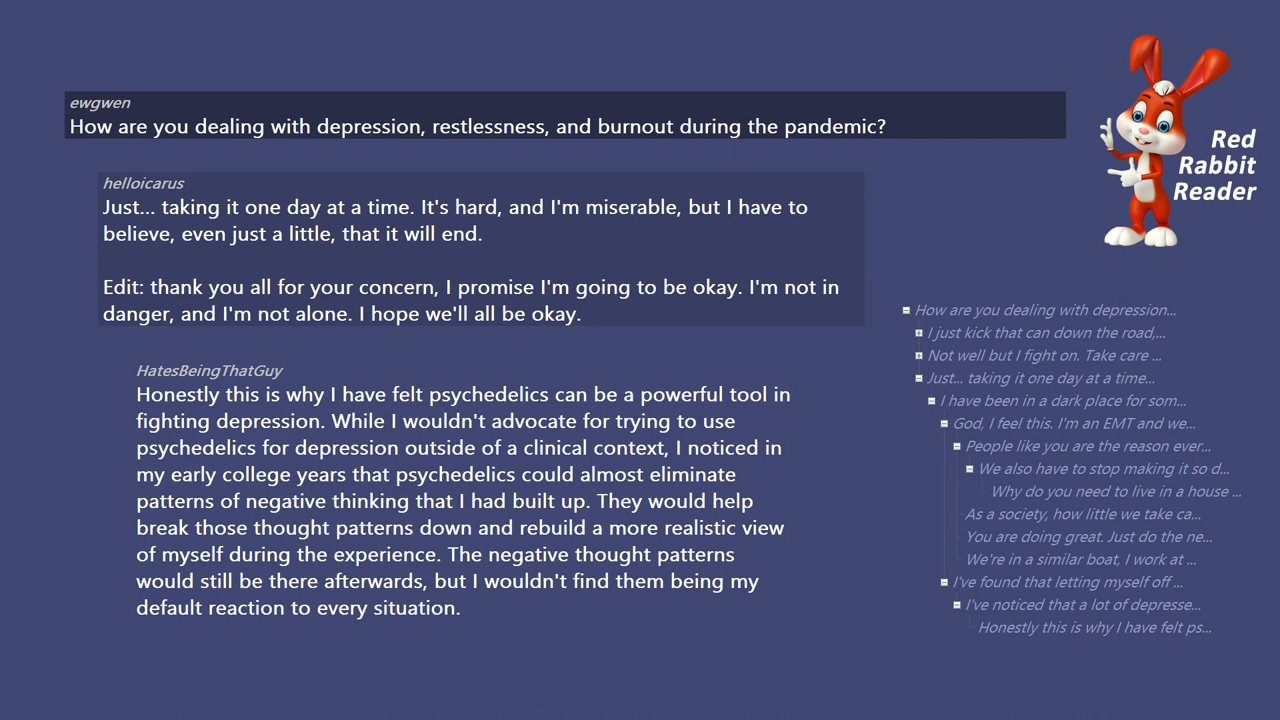 ewgwen
How are you dealing with depression, restlessness, and burnout during the pandemic?
helloicarus
Just... taking it one day at a time. It's hard, and I'm miserable, but I have to
believe, even just a little, that it will end.
Edit: thank you all for your concern, I promise I'm going to be okay. I'm not in
danger, and I'm not alone. I hope we'll all be okay.
HatesBeingThatGuy
Honestly this is why I have felt psychedelics can be a powerful tool in
fighting depression. While I wouldn't advocate for trying to use
psychedelics for depression outside of a clinical context, I noticed in
my early college years that psychedelics could almost eliminate
patterns of negative thinking that I had built up. They would help
break those thought patterns down and rebuild a more realistic view
of myself during the experience. The negative thought patterns
would still be there afterwards, but I wouldn't find them being my
default reaction to every situation.
Red
Rabbit
Reader
How are you dealing with depression...
I just kick that can down the road,...
Not well but I fight on. Take care ...
Just... taking it one day at a time...
I have been in a dark place for som...
God, I feel this. I'm an EMT and we...
People like you are the reason ever...
We also have to stop making it so d...
Why do you need to live in a house ...
As a society, how little we take ca...
You are doing great. Just do the ne...
We're in a similar boat, I work at ...
I've found that letting myself off ...
I've noticed that a lot of depresse...
Honestly this is why I have felt ps...